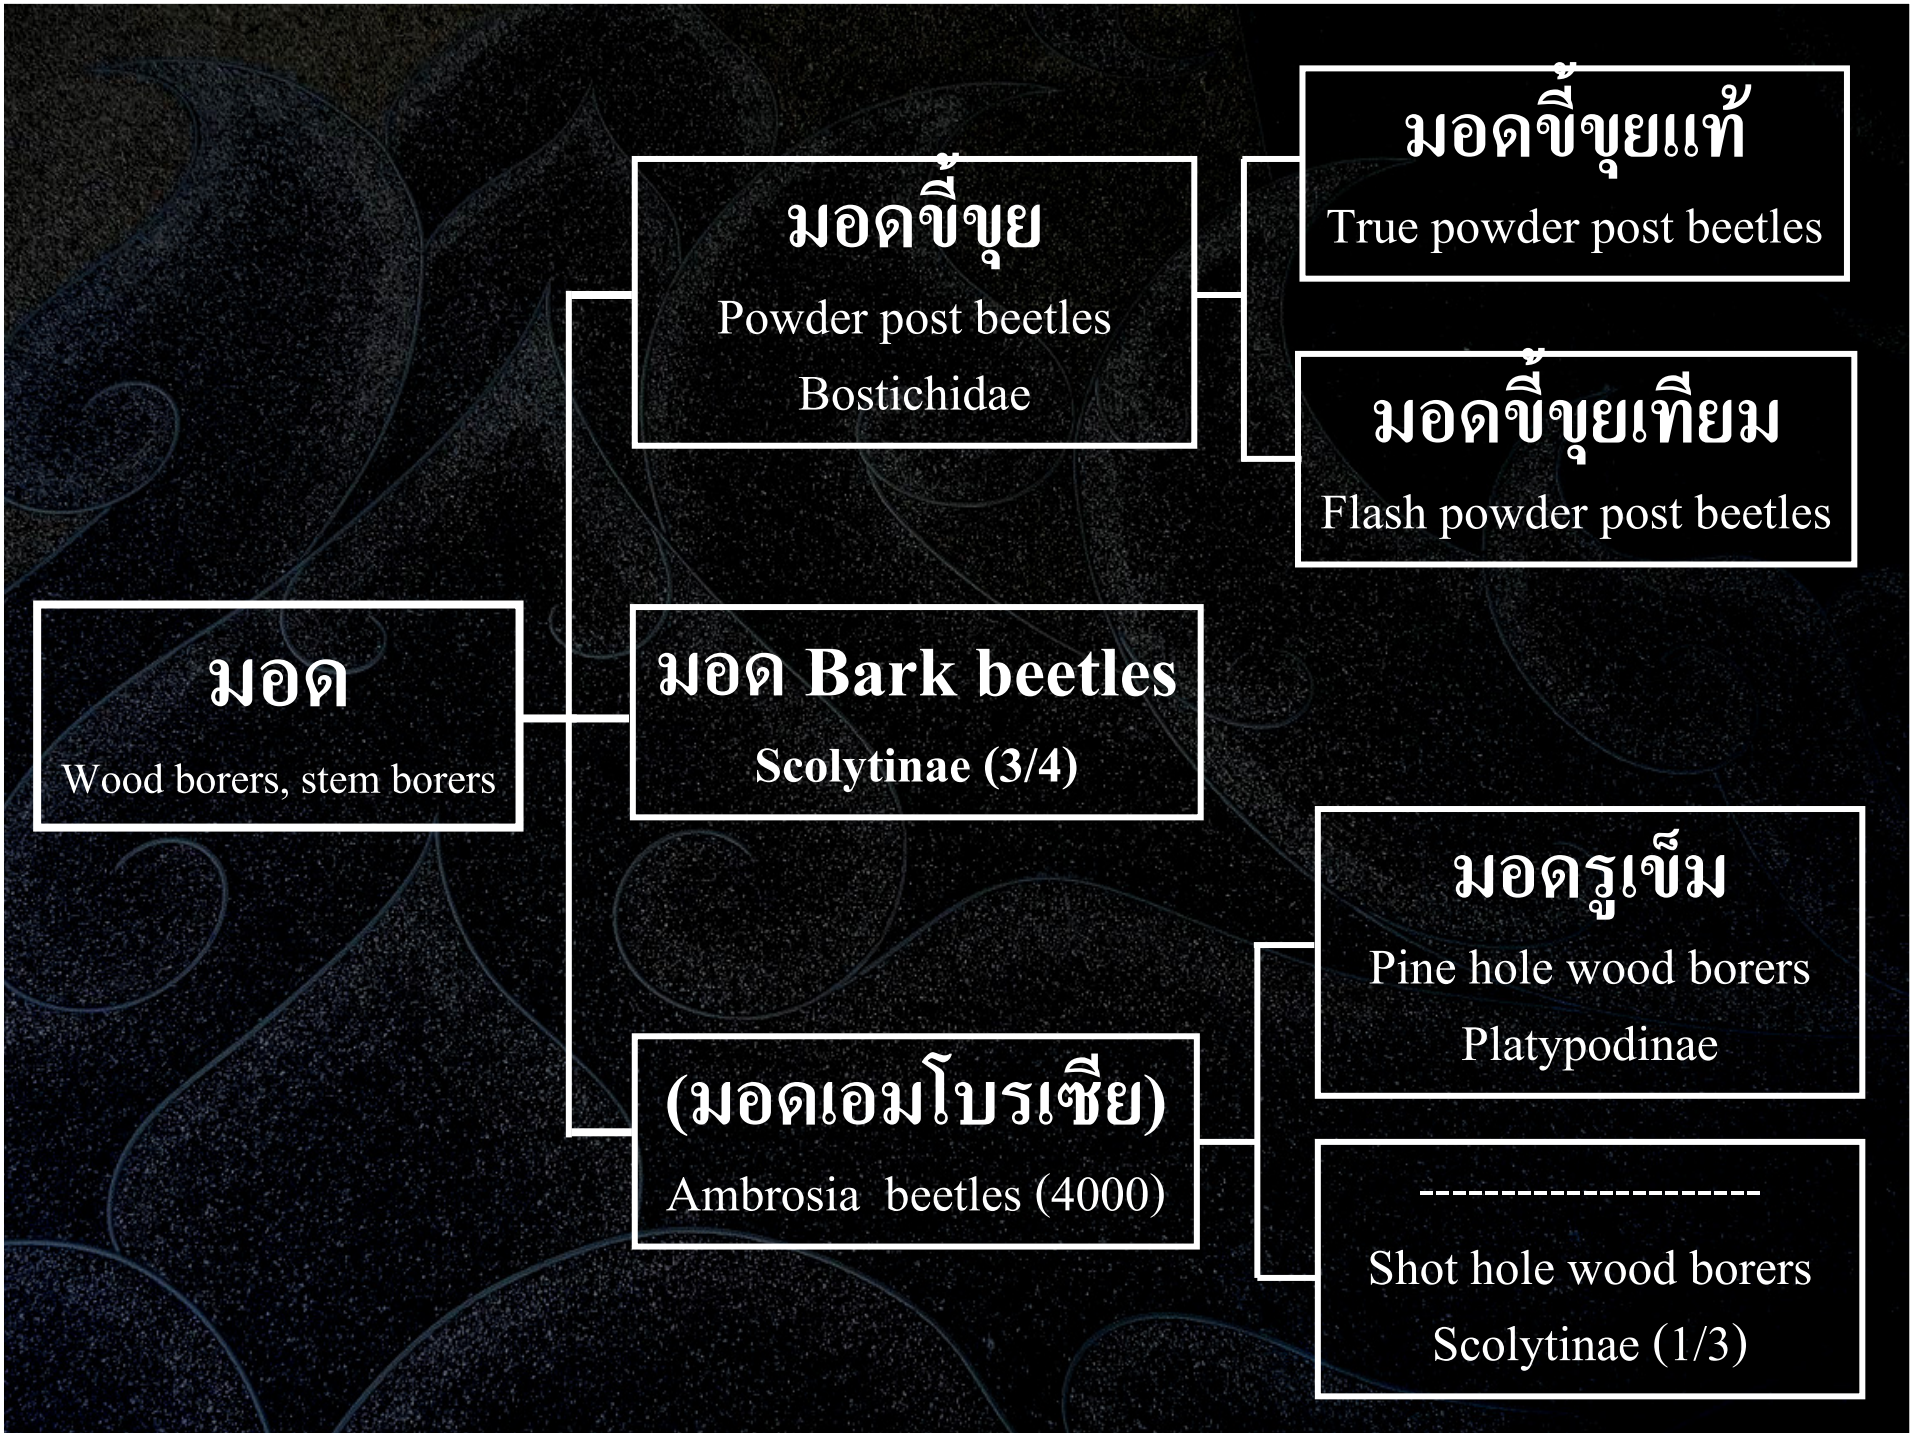 มอด
Wood borers, stem borers
มอดขี้ขุย
Powder post beetles
Bostichidae
มอดขี้ขุยแท้
True powder post beetles
มอดขี้ขุยเทียม
Flash powder post beetles
มอด Bark beetles
Scolytinae (3/4)
(มอดเอมโบรเซีย)
Ambrosia  beetles (4000)
มอดรูเข็ม
Pine hole wood borers
Platypodinae
---------------------
Shot hole wood borers
Scolytinae (1/3)